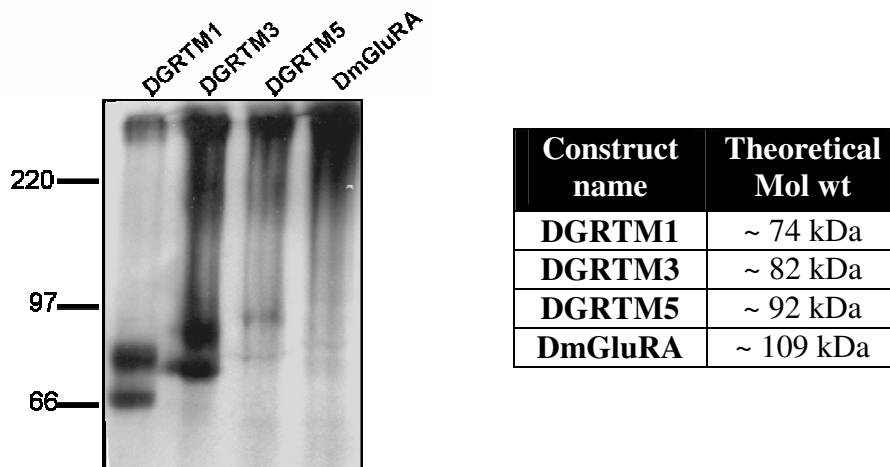 DGRTM1 DGRTM3 DGRTM5 DmGluRA
220
97
66
Construct name Theoretical Mol wt
DGRTM1 ~ 74 kDa
DGRTM3 ~ 82 kDa
DGRTM5 ~ 92 kDa
DmGluRA ~ 109 kDa